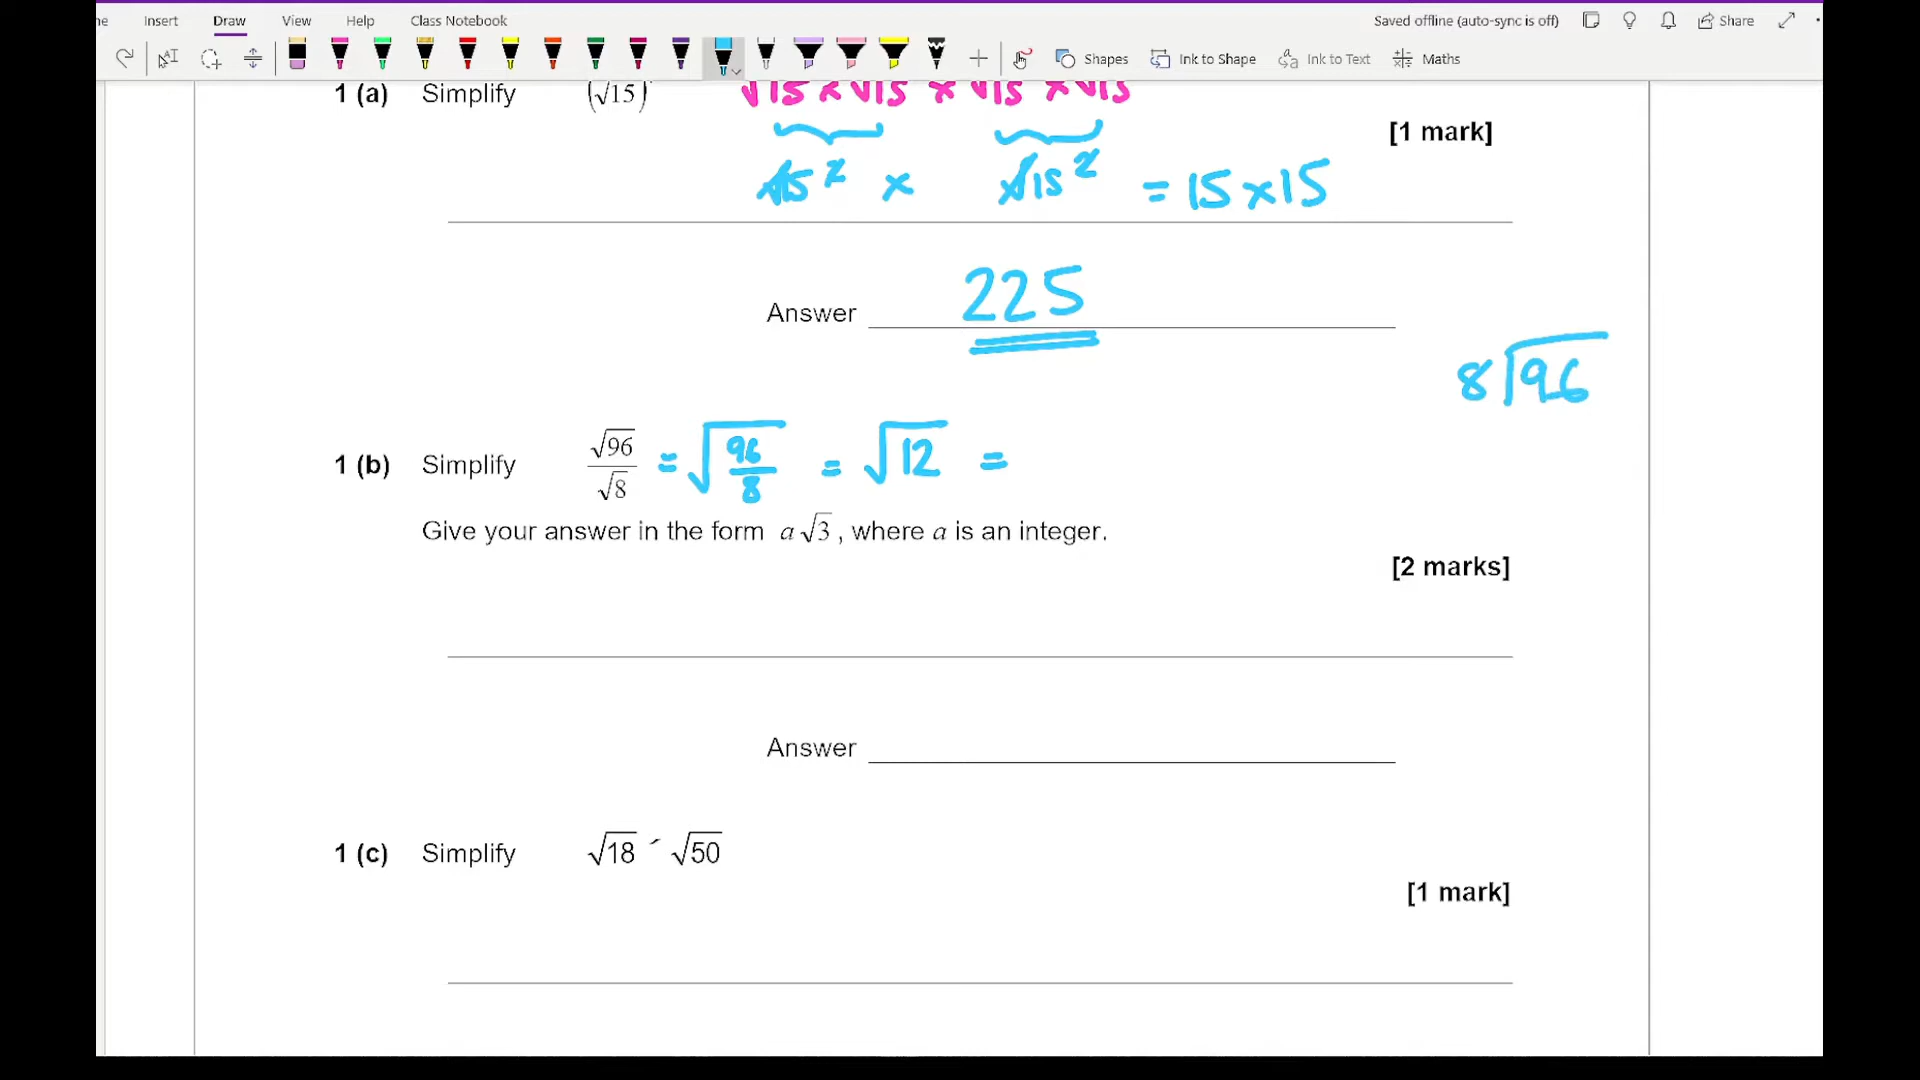 Insert Draw View Help Class Notebook Saved offline (auto-sync is off) Share
Shapes Ink to Shape Ink to Text Maths
1 (a) Simplify (√15) √15 × √15 × √15 × √15
[1 mark]
√15² × √15² = 15 × 15
225
Answer
8 96
1 (b) Simplify √96/√8 = √(96/8) = √12 =
Give your answer in the form a√3, where a is an integer.
[2 marks]
Answer
1 (c) Simplify √18 ´ √50
[1 mark]